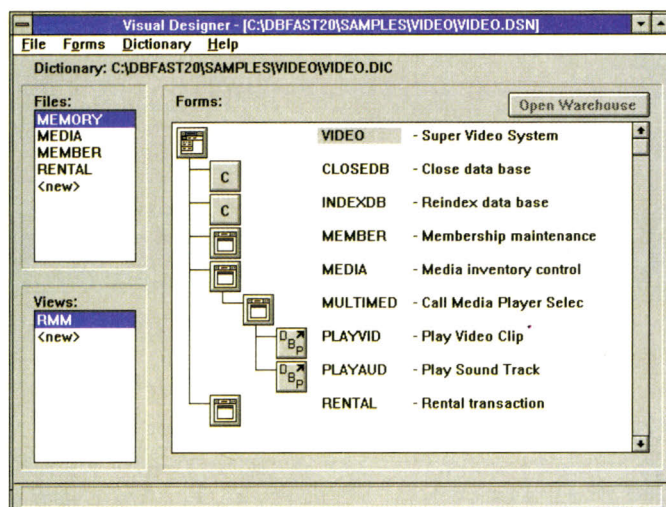 Visual Designer - [C:\DBFAST20\SAMPLES\VIDEO\VIDEO.DSN]
File Forms Dictionary Help
Dictionary: C:\DBFAST20\SAMPLES\VIDEO\VIDEO.DIC
Files:
MEMORY
MEDIA
MEMBER
RENTAL
<new>
Views:
RMM
<new>
Forms:
Open Warehouse
VIDEO - Super Video System
C CLOSEDB - Close data base
C INDEXDB - Reindex data base
MEMBER - Membership maintenance
MEDIA - Media inventory control
MULTIMED - Call Media Player Selec
DBP PLAYVID - Play Video Clip
DBP PLAYAUD - Play Sound Track
RENTAL - Rental transaction